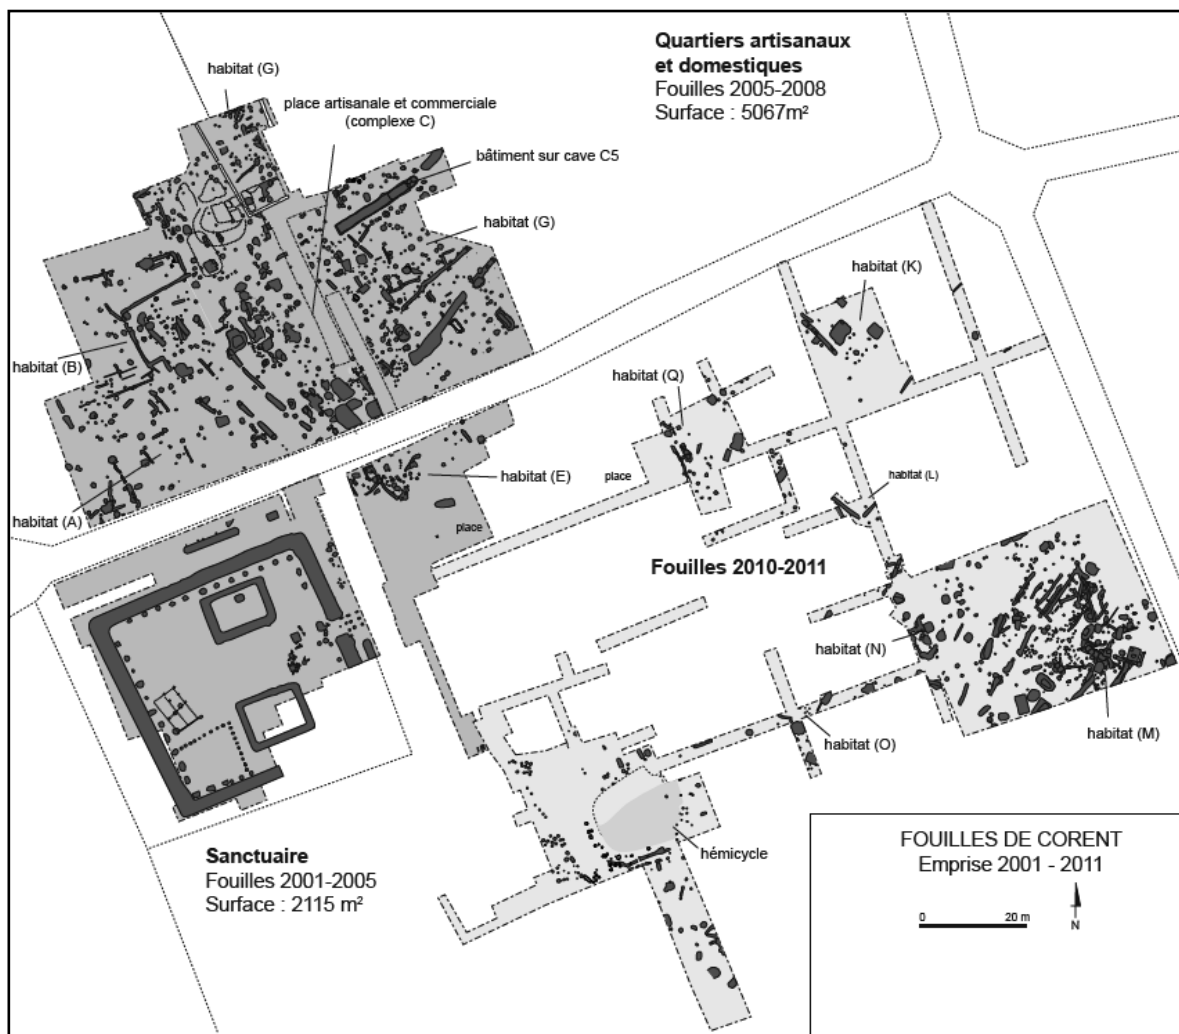 Quartiers artisanaux
et domestiques
Fouilles 2005-2008
Surface : 5067m²
habitat (G)
place artisanale et commerciale
(complexe C)
bâtiment sur cave C5
habitat (G)
habitat (B)
habitat (A)
habitat (K)
habitat (Q)
place
habitat (E)
place
habitat (L)
Fouilles 2010-2011
habitat (N)
habitat (O)
habitat (M)
hémicycle
Sanctuaire
Fouilles 2001-2005
Surface : 2115 m²
FOUILLES DE CORENT
Emprise 2001 - 2011
0 20 m
N